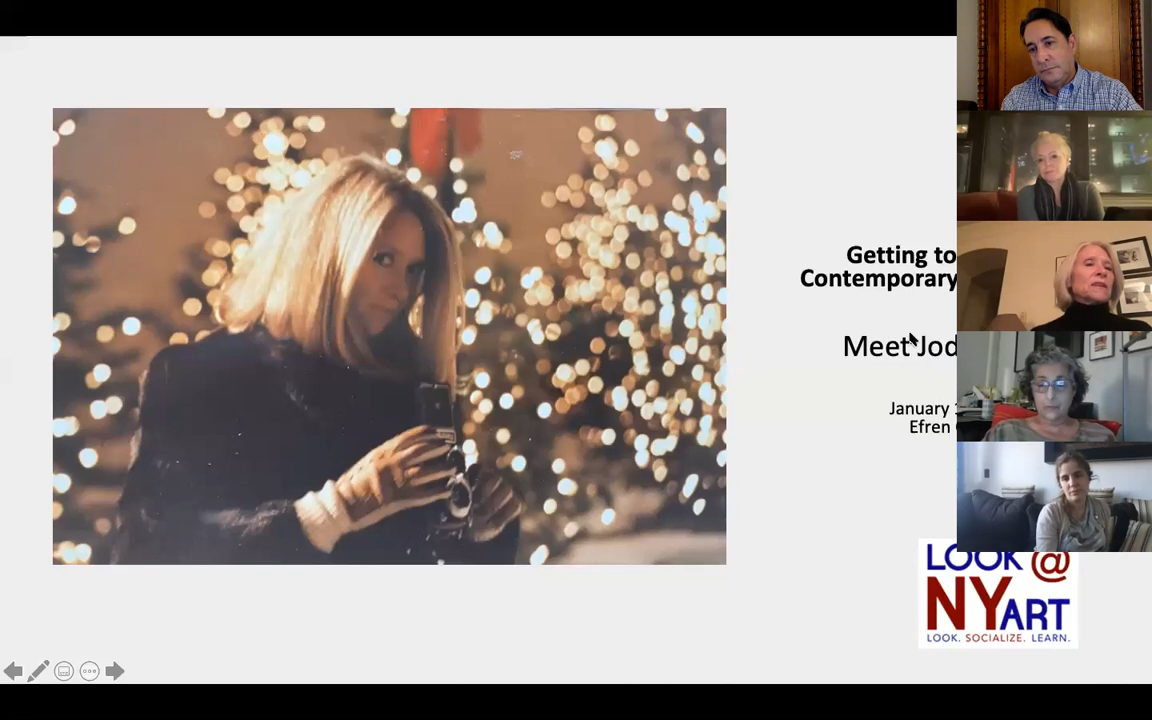 Getting to
Contemporary
Meet Jod
January
Efren
LOOK @
NYART
LOOK. SOCIALIZE. LEARN.